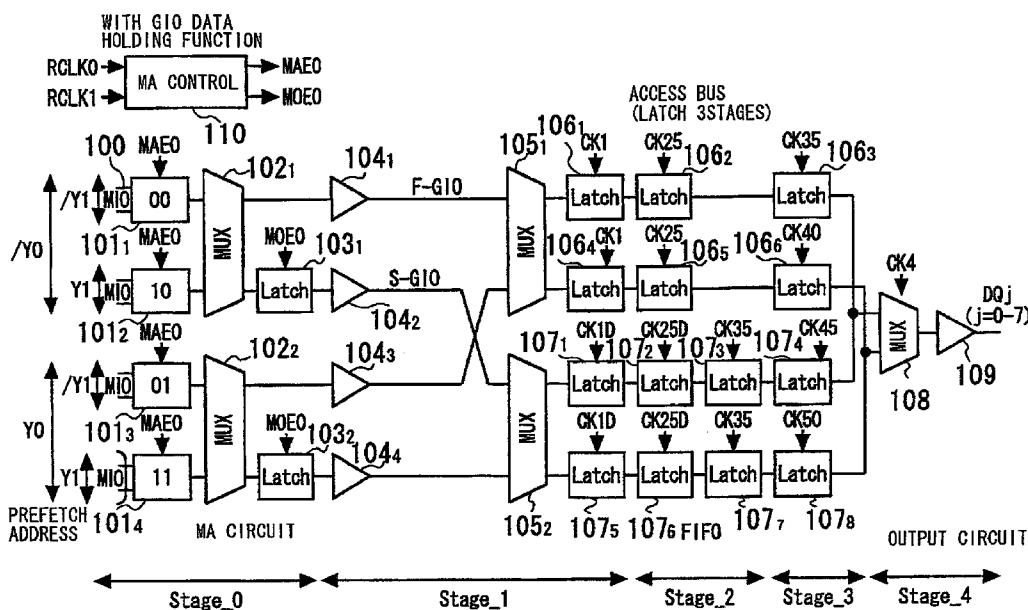 WITH GIO DATA
HOLDING FUNCTION
RCLK0
RCLK1
MA CONTROL
MAE0
MOE0
110
ACCESS BUS
(LATCH 3STAGES)
100
MAE0
/Y1
MIO
00
101₁
102₁
MUX
104₁
F-GIO
105₁
MUX
106₁
CK1
Latch
CK25
Latch
106₂
CK35
Latch
106₃
/Y0
MAE0
Y1
MIO
10
101₂
MOE0
103₁
Latch
S-GIO
104₂
106₄
CK1
Latch
CK25
Latch
106₅
106₆
CK40
Latch
CK4
MUX
108
DQj
(j=0-7)
109
MAE0
/Y1
MIO
01
101₃
102₂
MUX
104₃
107₁
CK1D
Latch
107₂
CK25D
Latch
107₃
CK35
Latch
107₄
CK45
Latch
Y0
MAE0
Y1
MIO
11
101₄
MOE0
103₂
Latch
104₄
MUX
105₂
CK1D
Latch
107₅
CK25D
Latch
107₆
FIFO
CK35
Latch
107₇
CK50
Latch
107₈
PREFETCH
ADDRESS
MA CIRCUIT
OUTPUT CIRCUIT
Stage_0
Stage_1
Stage_2
Stage_3
Stage_4